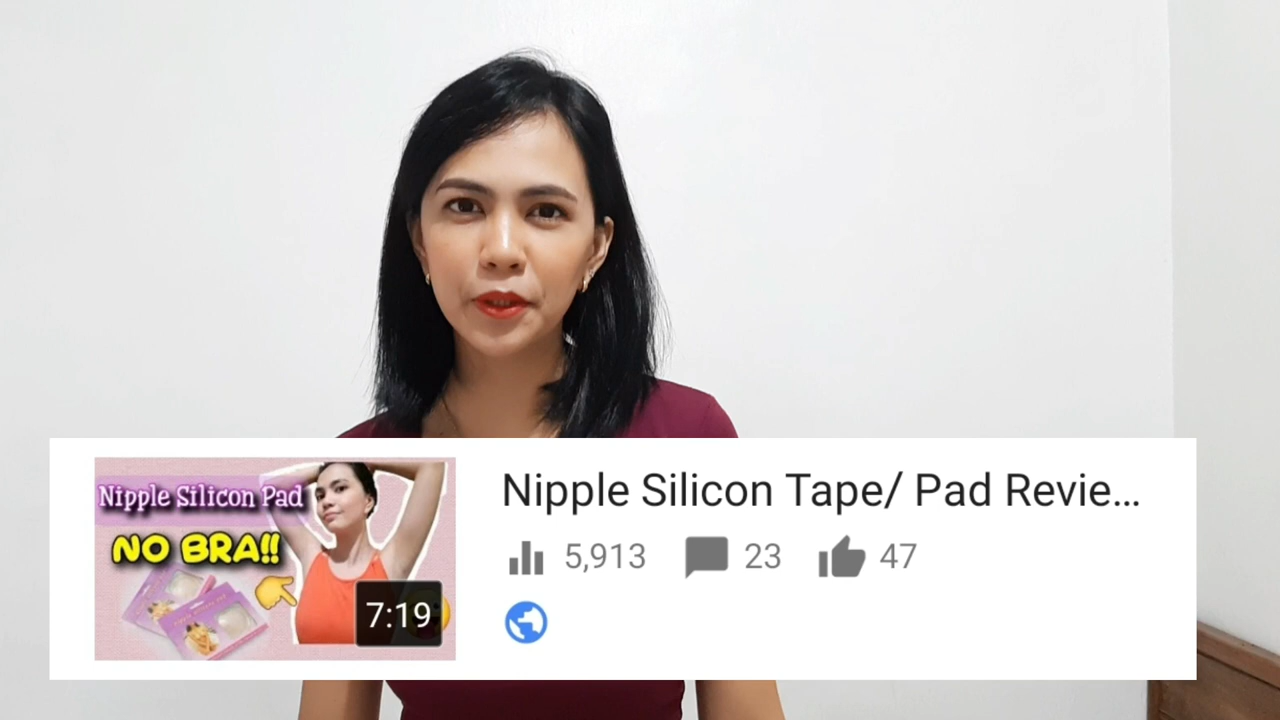 Nipple Silicon Pad
NO BRA!!
7:19
Nipple Silicon Tape/ Pad Revie...
5,913 23 47